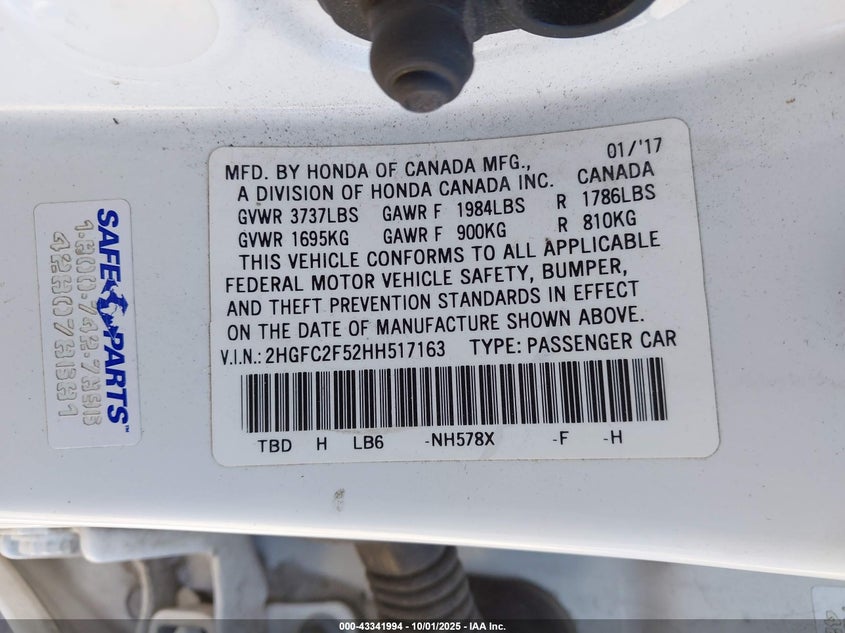 MFD. BY HONDA OF CANADA MFG., 01/'17
A DIVISION OF HONDA CANADA INC. CANADA
GVWR 3737LBS GAWR F 1984LBS R 1786LBS
GVWR 1695KG GAWR F 900KG R 810KG
THIS VEHICLE CONFORMS TO ALL APPLICABLE
FEDERAL MOTOR VEHICLE SAFETY, BUMPER,
AND THEFT PREVENTION STANDARDS IN EFFECT
ON THE DATE OF MANUFACTURE SHOWN ABOVE.
V.I.N.: 2HGFC2F52HH517163 TYPE: PASSENGER CAR
TBD H LB6 -NH578X -F -H
SAFE PARTS™
000-43341994 - 10/01/2025 - IAA Inc.